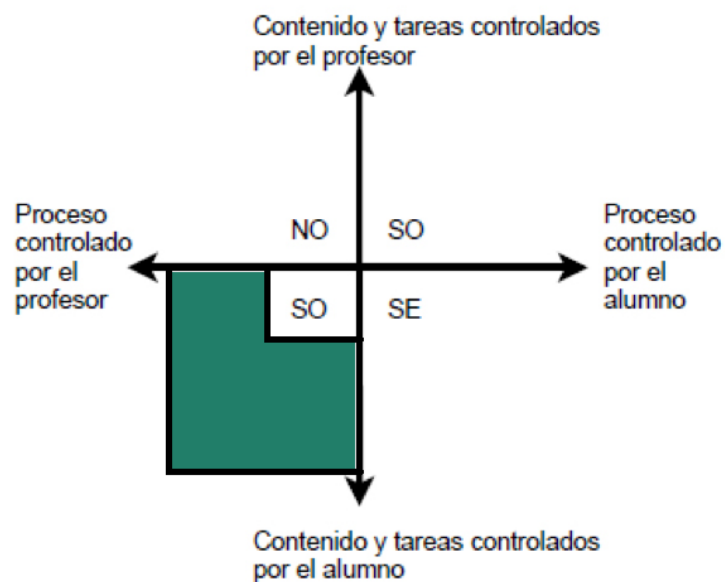 Contenido y tareas controlados
por el profesor
Proceso
controlado
por el
profesor
NO
SO
Proceso
controlado
por el
alumno
SO
SE
Contenido y tareas controlados
por el alumno